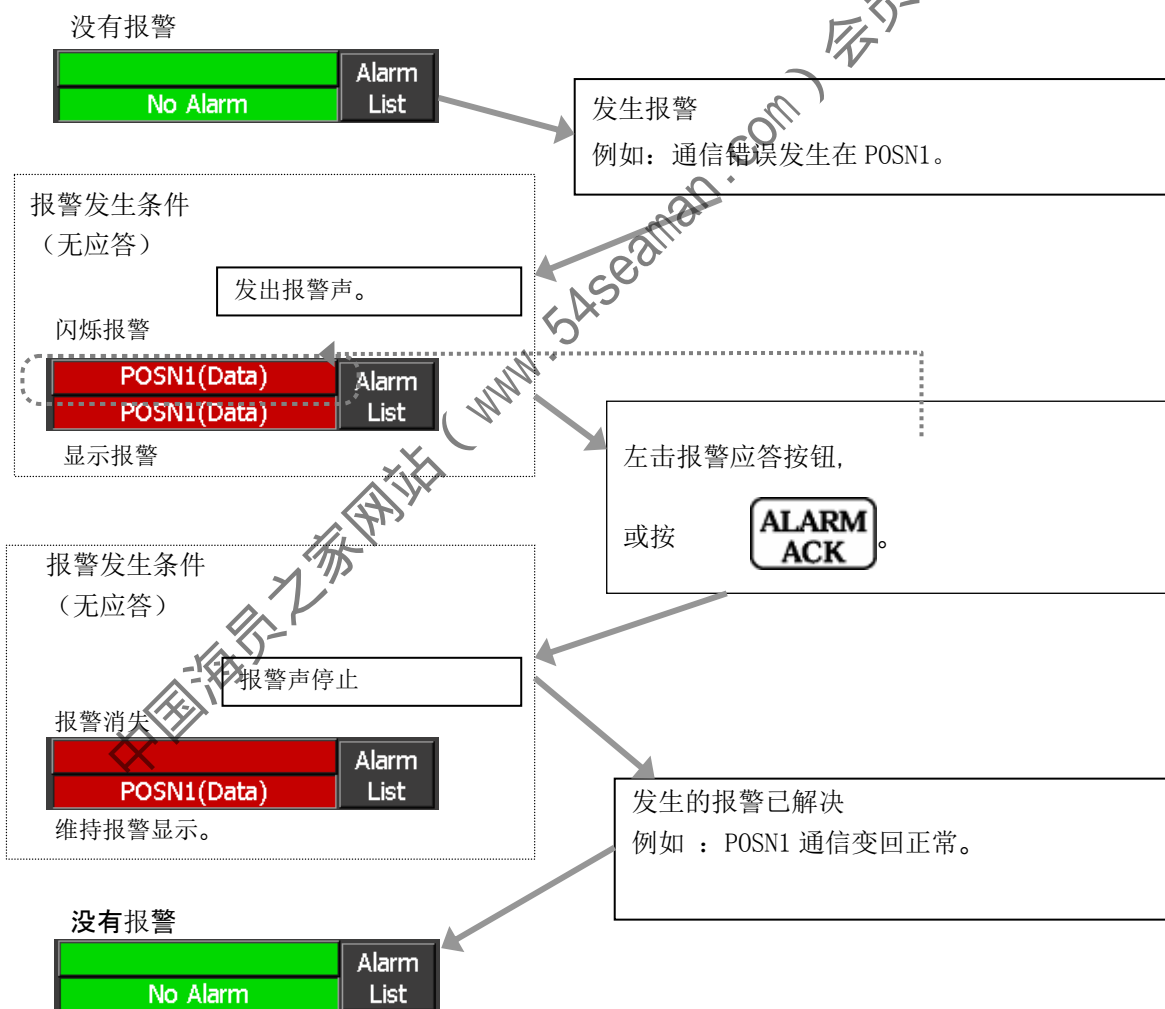 没有报警
Alarm
No Alarm
List
发生报警
例如：通信错误发生在 POSN1。
报警发生条件
（无应答）
发出报警声。
闪烁报警
POSN1(Data)
Alarm
POSN1(Data)
List
显示报警
左击报警应答按钮,
或按
ALARM
ACK
。
报警发生条件
（无应答）
报警声停止
报警消失
Alarm
POSN1(Data)
List
维持报警显示。
发生的报警已解决
例如 ：POSN1 通信变回正常。
没有报警
Alarm
No Alarm
List
中国海员之家网站（www.54seaman.com）会员